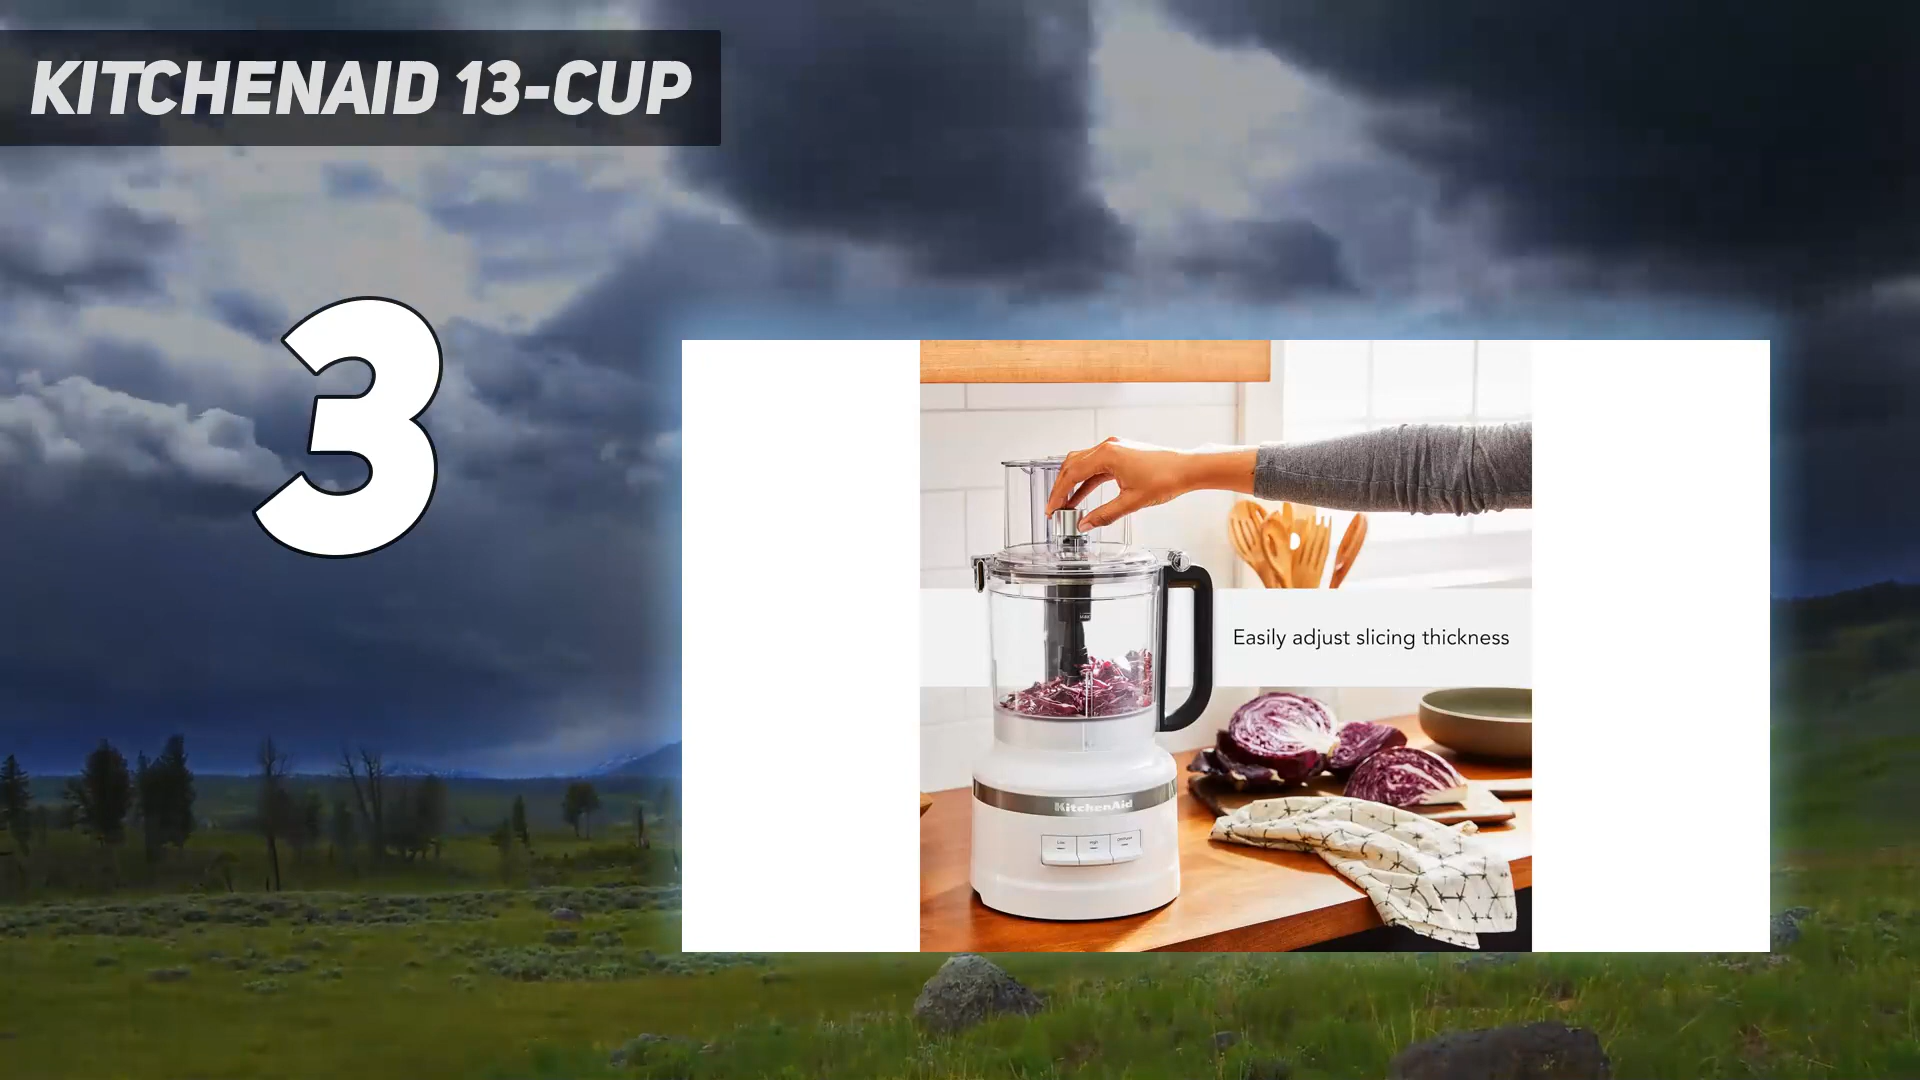 KITCHENAID 13-CUP
3
Easily adjust slicing thickness
KitchenAid